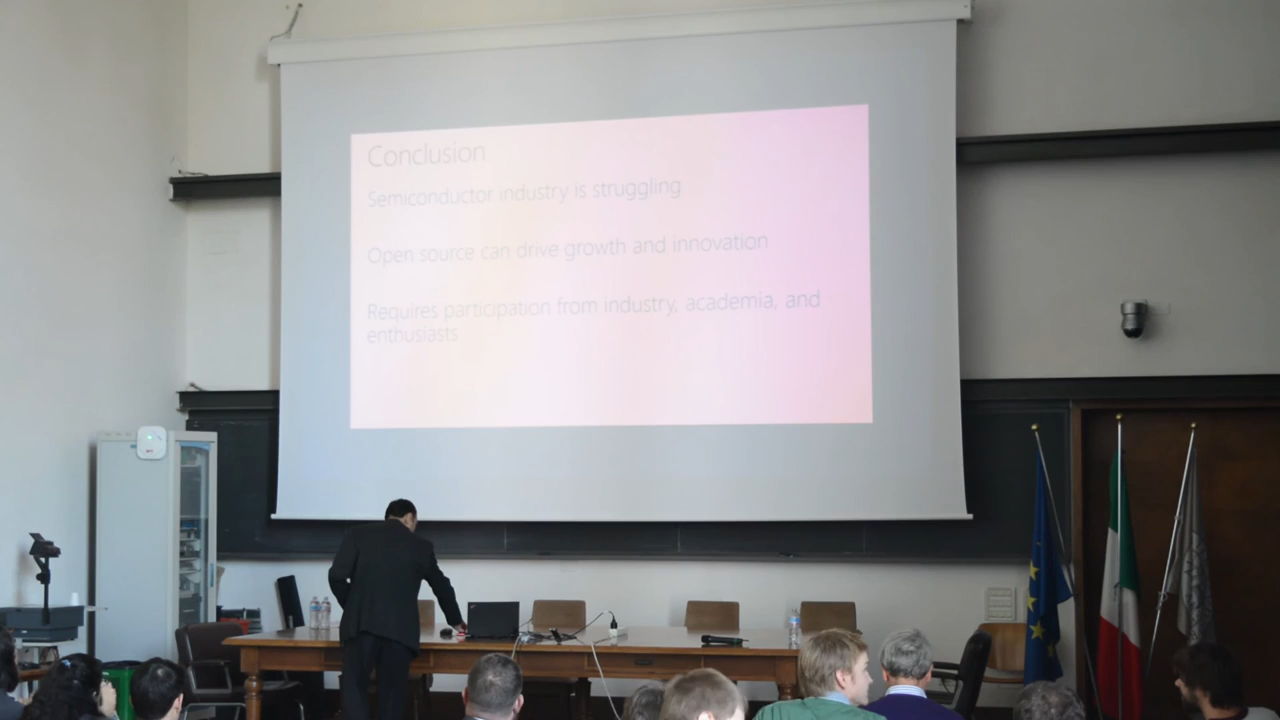 Conclusion
Semiconductor industry is struggling
Open source can drive growth and innovation
Requires participation from industry, academia, and
enthusiasts